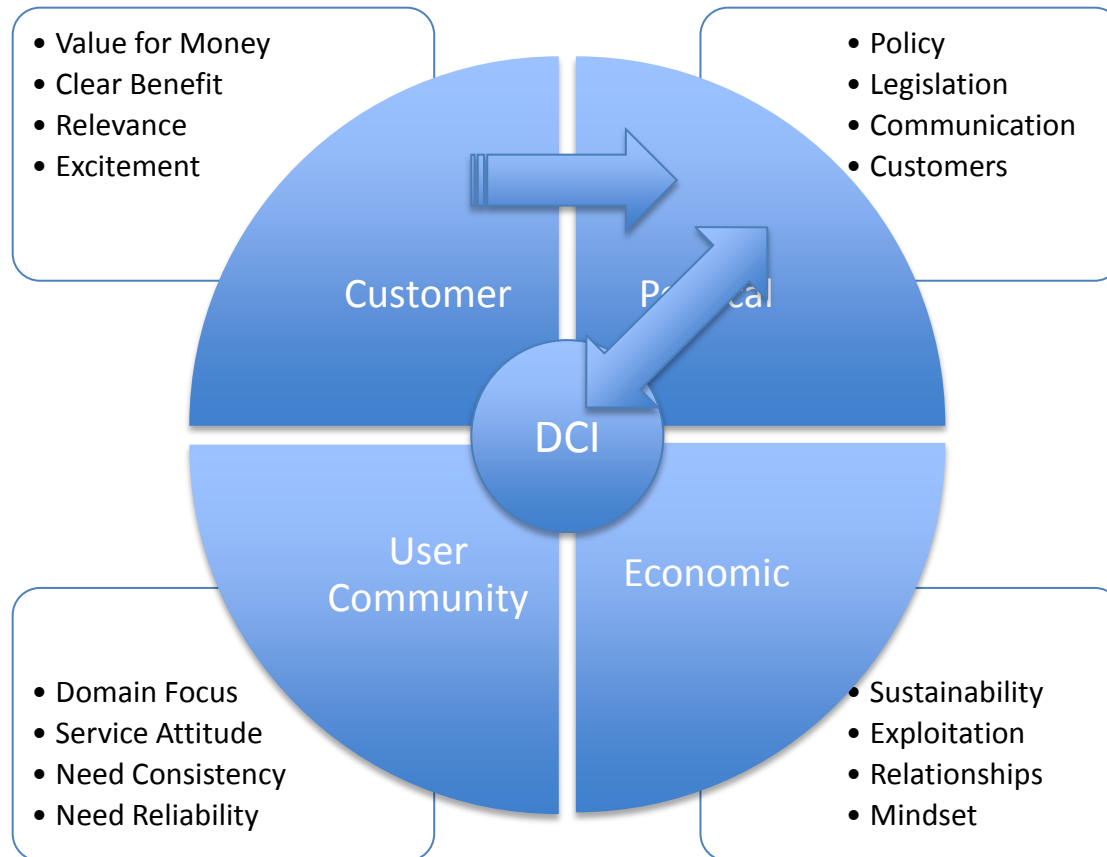 • Value for Money
• Clear Benefit
• Relevance
• Excitement
• Policy
• Legislation
• Communication
• Customers
Customer
DCI
User
Community
Economic
• Domain Focus
• Service Attitude
• Need Consistency
• Need Reliability
• Sustainability
• Exploitation
• Relationships
• Mindset